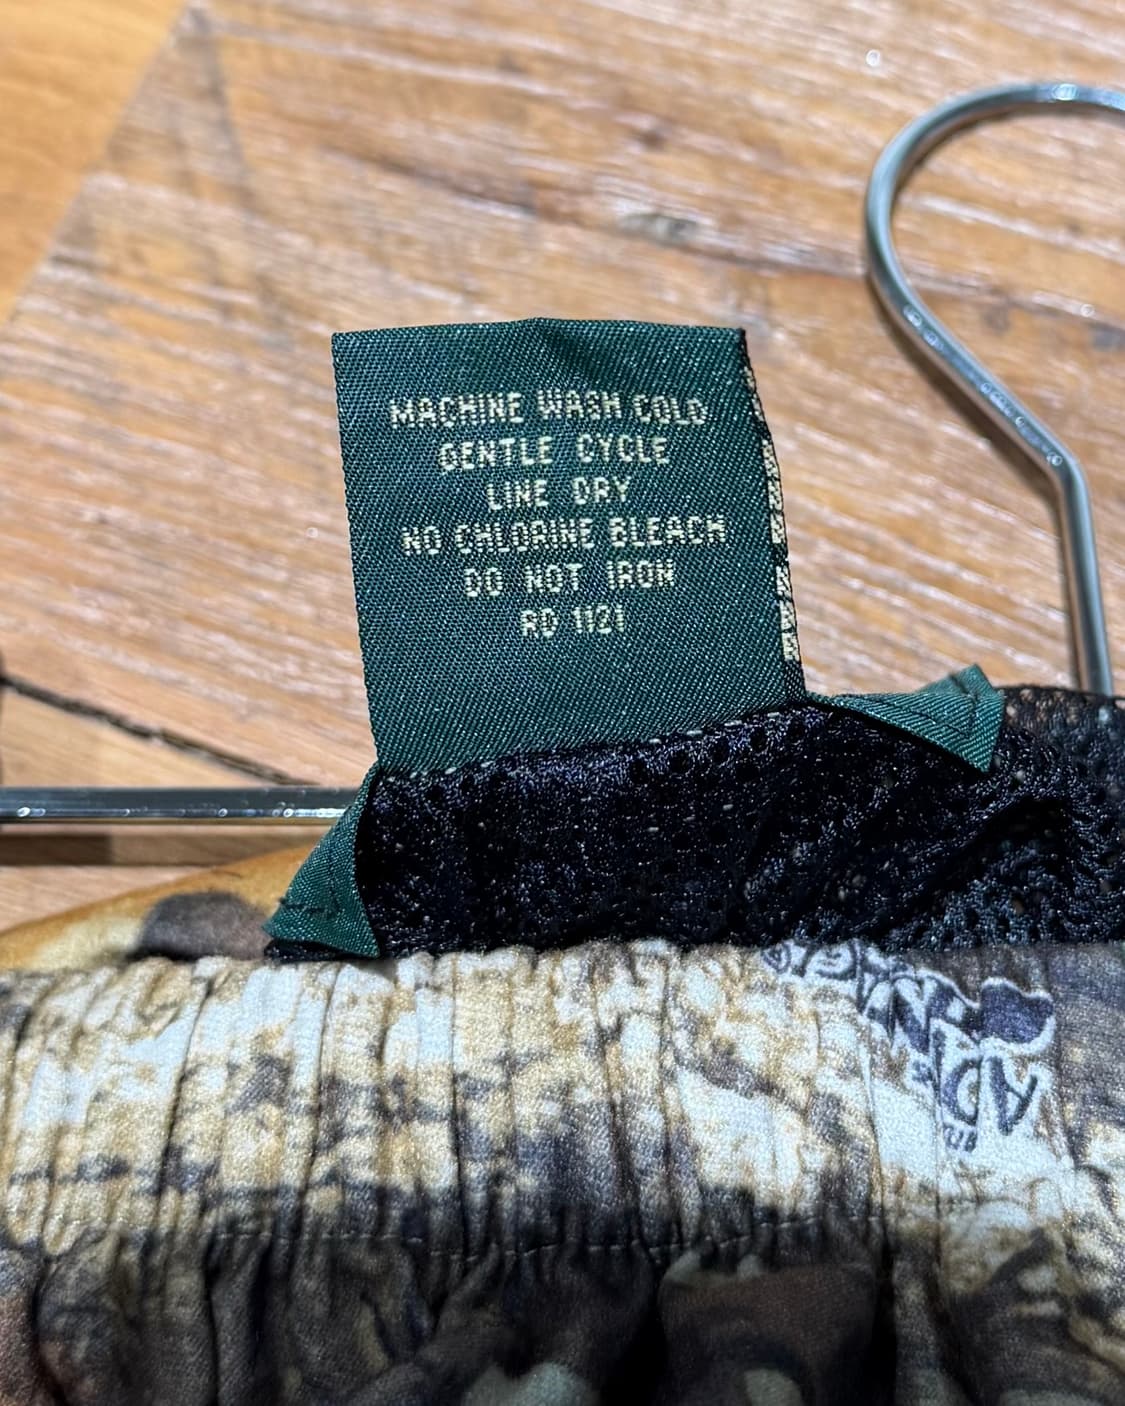 MACHINE WASH COLD
GENTLE CYCLE
LINE DRY
NO CHLORINE BLEACH
DO NOT IRON
RD 1121